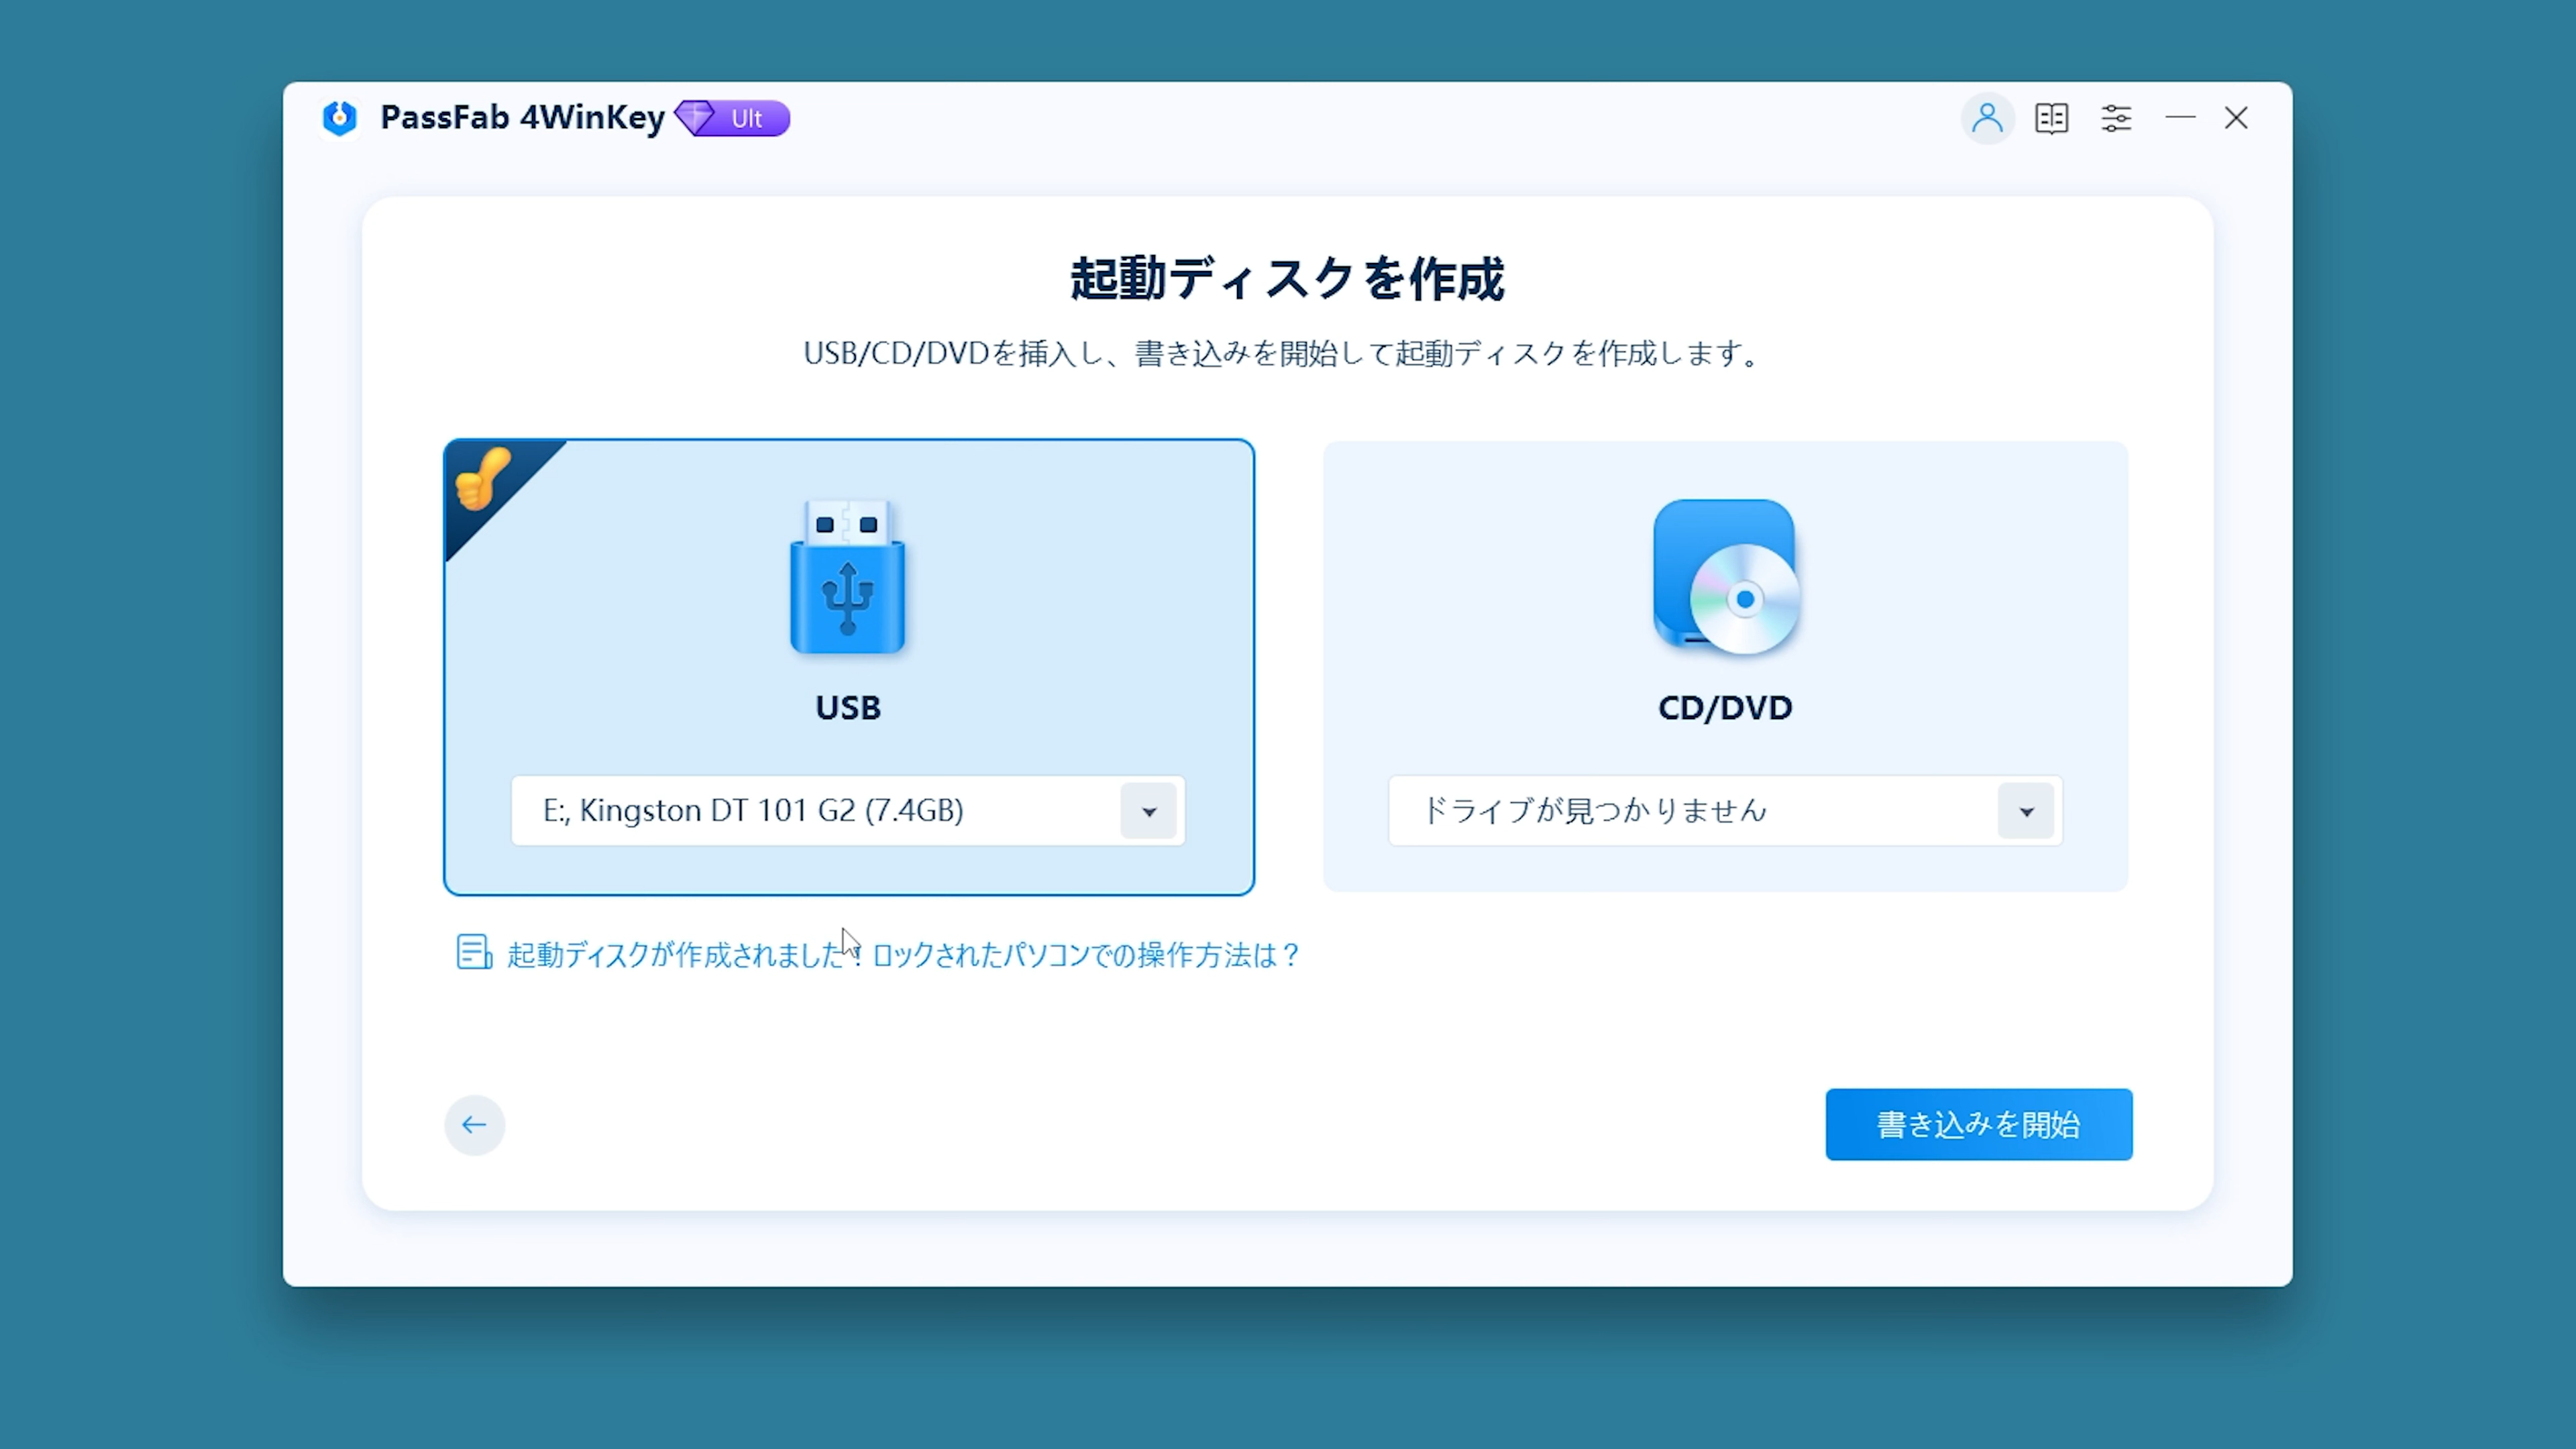 PassFab 4WinKey Ult
起動ディスクを作成
USB/CD/DVDを挿入し、書き込みを開始して起動ディスクを作成します。
USB
E:, Kingston DT 101 G2 (7.4GB)
CD/DVD
ドライブが見つかりません
起動ディスクが作成されました！ロックされたパソコンでの操作方法は？
書き込みを開始